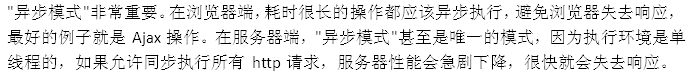 "异步模式"非常重要。在浏览器端，耗时很长的操作都应该异步执行，避免浏览器失去响应，
最好的例子就是 Ajax 操作。在服务器端，"异步模式"甚至是唯一的模式，因为执行环境是单
线程的，如果允许同步执行所有 http 请求，服务器性能会急剧下降，很快就会失去响应。